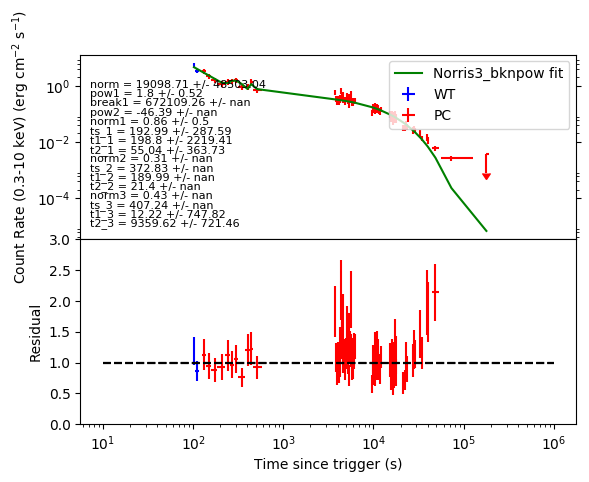 Count Rate (0.3-10 keV) (erg cm⁻² s⁻¹)
10⁰
10⁻²
10⁻⁴
Norris3_bknpow fit
WT
PC
norm = 19098.71 +/- 48503.04
pow1 = 1.8 +/- 0.52
break1 = 672109.26 +/- nan
pow2 = -46.39 +/- nan
norm1 = 0.86 +/- 0.5
ts_1 = 192.99 +/- 287.59
t1_1 = 198.8 +/- 2219.41
t2_1 = 55.04 +/- 363.73
norm2 = 0.31 +/- nan
ts_2 = 372.83 +/- nan
t1_2 = 189.99 +/- nan
t2_2 = 21.4 +/- nan
norm3 = 0.43 +/- nan
ts_3 = 407.24 +/- nan
t1_3 = 12.22 +/- 747.82
t2_3 = 9359.62 +/- 721.46
Residual
3.0
2.5
2.0
1.5
1.0
0.5
0.0
10¹ 10² 10³ 10⁴ 10⁵ 10⁶
Time since trigger (s)